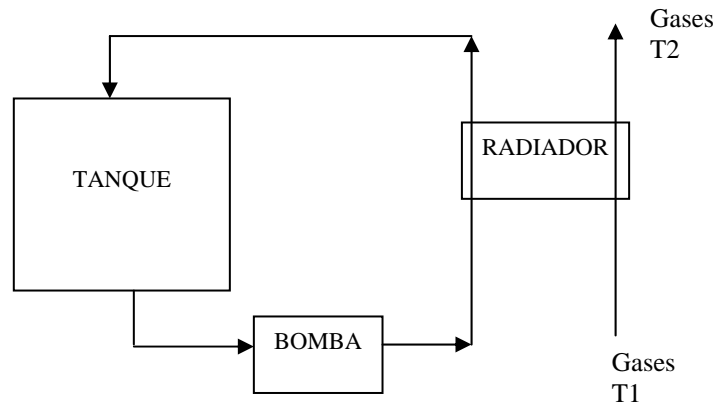 Gases
T2
RADIADOR
TANQUE
BOMBA
Gases
T1